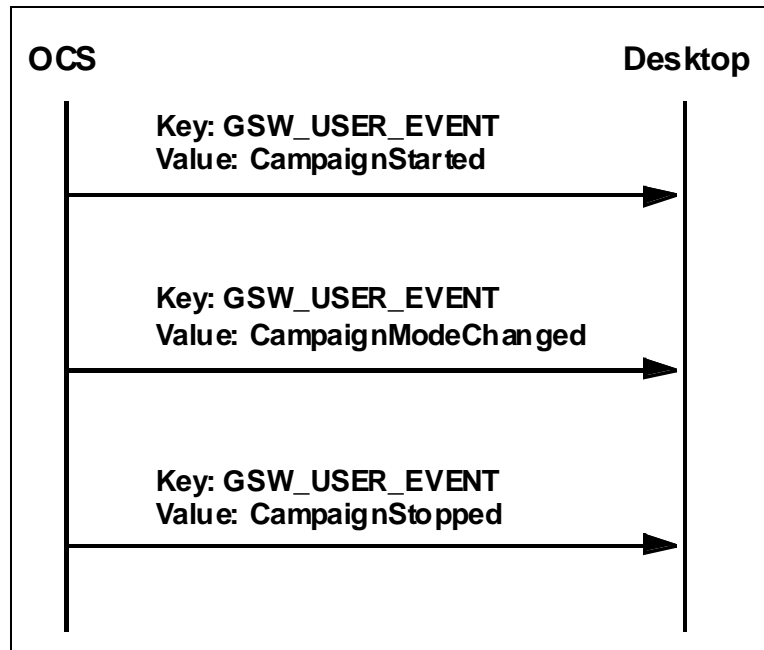 OCS
Desktop
Key: GSW_USER_EVENT
Value: CampaignStarted
Key: GSW_USER_EVENT
Value: CampaignModeChanged
Key: GSW_USER_EVENT
Value: CampaignStopped